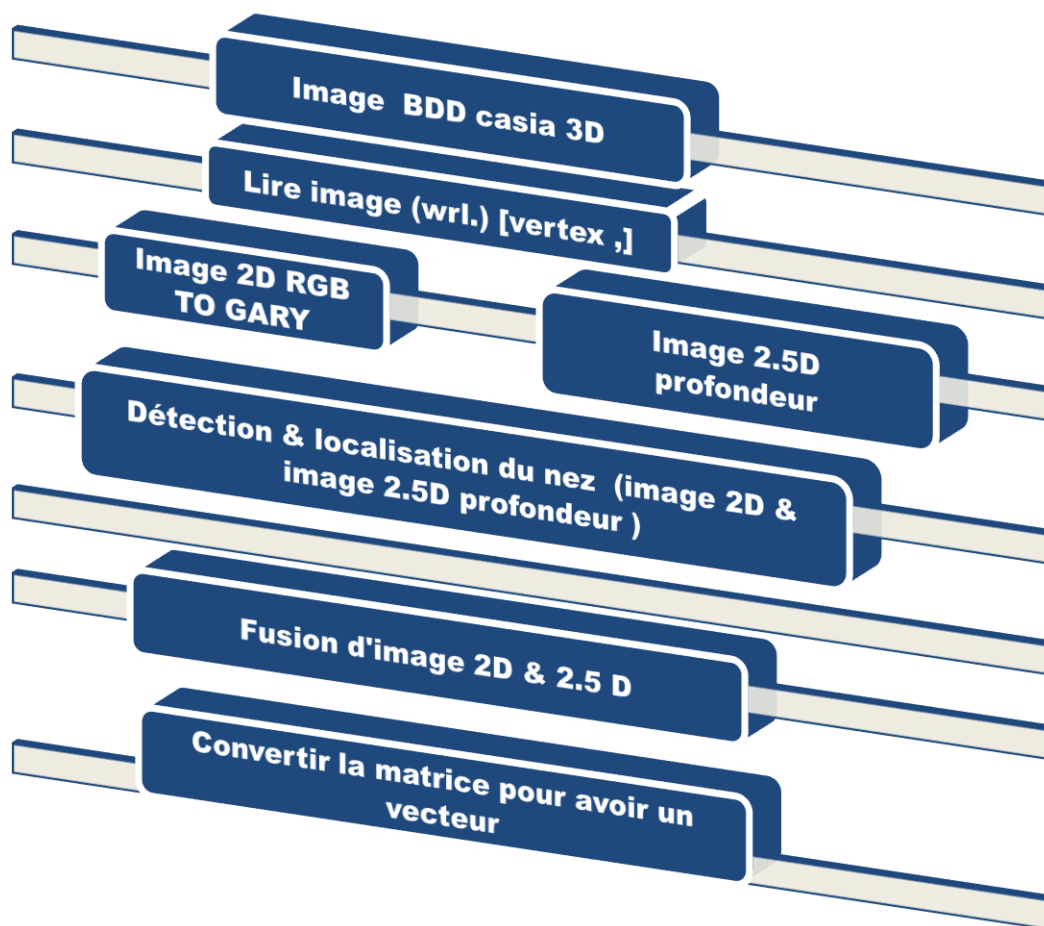 Image BDD casia 3D
Lire image (wrl.) [vertex ,]
Image 2D RGB
TO GARY
Image 2.5D
profondeur
Détection & localisation du nez (image 2D &
image 2.5D profondeur )
Fusion d'image 2D & 2.5 D
Convertir la matrice pour avoir un
vecteur